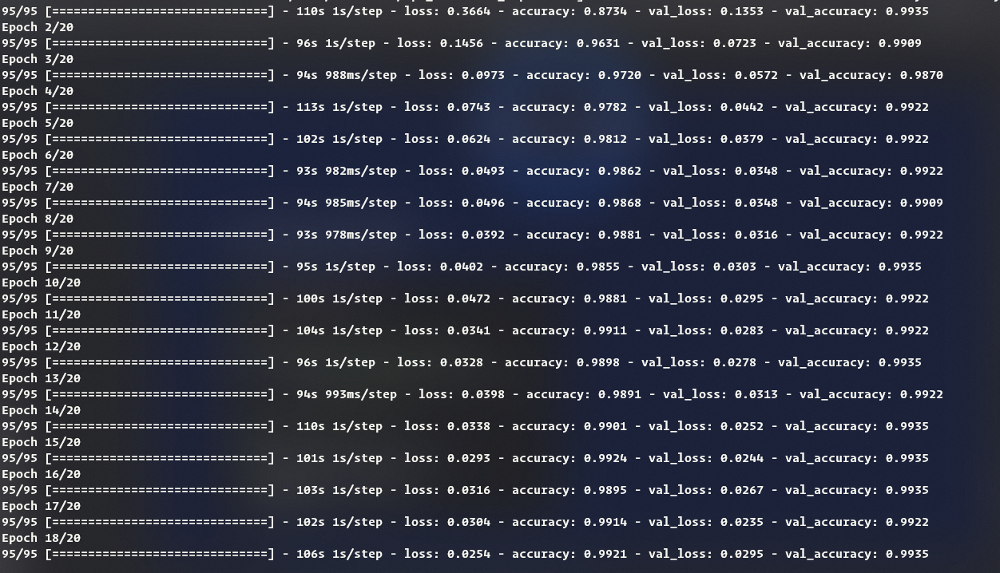 95/95 [==============================] - 110s 1s/step - loss: 0.3664 - accuracy: 0.8734 - val_loss: 0.1353 - val_accuracy: 0.9935
Epoch 2/20
95/95 [==============================] - 96s 1s/step - loss: 0.1456 - accuracy: 0.9631 - val_loss: 0.0723 - val_accuracy: 0.9909
Epoch 3/20
95/95 [==============================] - 94s 988ms/step - loss: 0.0973 - accuracy: 0.9720 - val_loss: 0.0572 - val_accuracy: 0.9870
Epoch 4/20
95/95 [==============================] - 113s 1s/step - loss: 0.0743 - accuracy: 0.9782 - val_loss: 0.0442 - val_accuracy: 0.9922
Epoch 5/20
95/95 [==============================] - 102s 1s/step - loss: 0.0624 - accuracy: 0.9812 - val_loss: 0.0379 - val_accuracy: 0.9922
Epoch 6/20
95/95 [==============================] - 93s 982ms/step - loss: 0.0493 - accuracy: 0.9862 - val_loss: 0.0348 - val_accuracy: 0.9922
Epoch 7/20
95/95 [==============================] - 94s 985ms/step - loss: 0.0496 - accuracy: 0.9868 - val_loss: 0.0348 - val_accuracy: 0.9909
Epoch 8/20
95/95 [==============================] - 93s 978ms/step - loss: 0.0392 - accuracy: 0.9881 - val_loss: 0.0316 - val_accuracy: 0.9922
Epoch 9/20
95/95 [==============================] - 95s 1s/step - loss: 0.0402 - accuracy: 0.9855 - val_loss: 0.0303 - val_accuracy: 0.9935
Epoch 10/20
95/95 [==============================] - 100s 1s/step - loss: 0.0472 - accuracy: 0.9881 - val_loss: 0.0295 - val_accuracy: 0.9922
Epoch 11/20
95/95 [==============================] - 104s 1s/step - loss: 0.0341 - accuracy: 0.9911 - val_loss: 0.0283 - val_accuracy: 0.9922
Epoch 12/20
95/95 [==============================] - 96s 1s/step - loss: 0.0328 - accuracy: 0.9898 - val_loss: 0.0278 - val_accuracy: 0.9935
Epoch 13/20
95/95 [==============================] - 94s 993ms/step - loss: 0.0398 - accuracy: 0.9891 - val_loss: 0.0313 - val_accuracy: 0.9922
Epoch 14/20
95/95 [==============================] - 110s 1s/step - loss: 0.0338 - accuracy: 0.9901 - val_loss: 0.0252 - val_accuracy: 0.9935
Epoch 15/20
95/95 [==============================] - 101s 1s/step - loss: 0.0293 - accuracy: 0.9924 - val_loss: 0.0244 - val_accuracy: 0.9935
Epoch 16/20
95/95 [==============================] - 103s 1s/step - loss: 0.0316 - accuracy: 0.9895 - val_loss: 0.0267 - val_accuracy: 0.9935
Epoch 17/20
95/95 [==============================] - 102s 1s/step - loss: 0.0304 - accuracy: 0.9914 - val_loss: 0.0235 - val_accuracy: 0.9922
Epoch 18/20
95/95 [==============================] - 106s 1s/step - loss: 0.0254 - accuracy: 0.9921 - val_loss: 0.0295 - val_accuracy: 0.9935